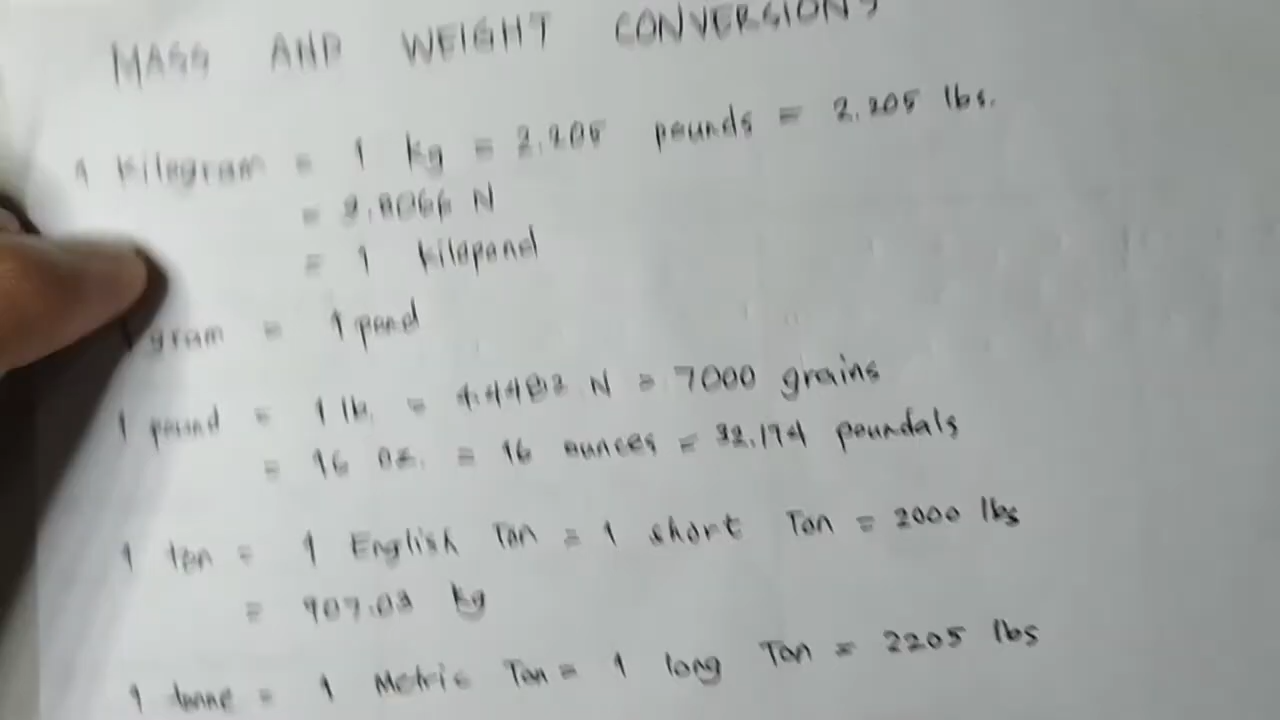 MASS AND WEIGHT CONVERSIONS
1 Kilogram = 1 kg = 2.205 pounds = 2.205 lbs.
= 9.8066 N
= 1 kilopond
1 gram = 1 pond
1 pound = 1 lb. = 4.4482 N = 7000 grains
= 16 oz. = 16 ounces = 32.174 poundals
1 ton = 1 English Ton = 1 short Ton = 2000 lbs
= 907.03 kg
1 tonne = 1 Metric Ton = 1 long Ton = 2205 lbs